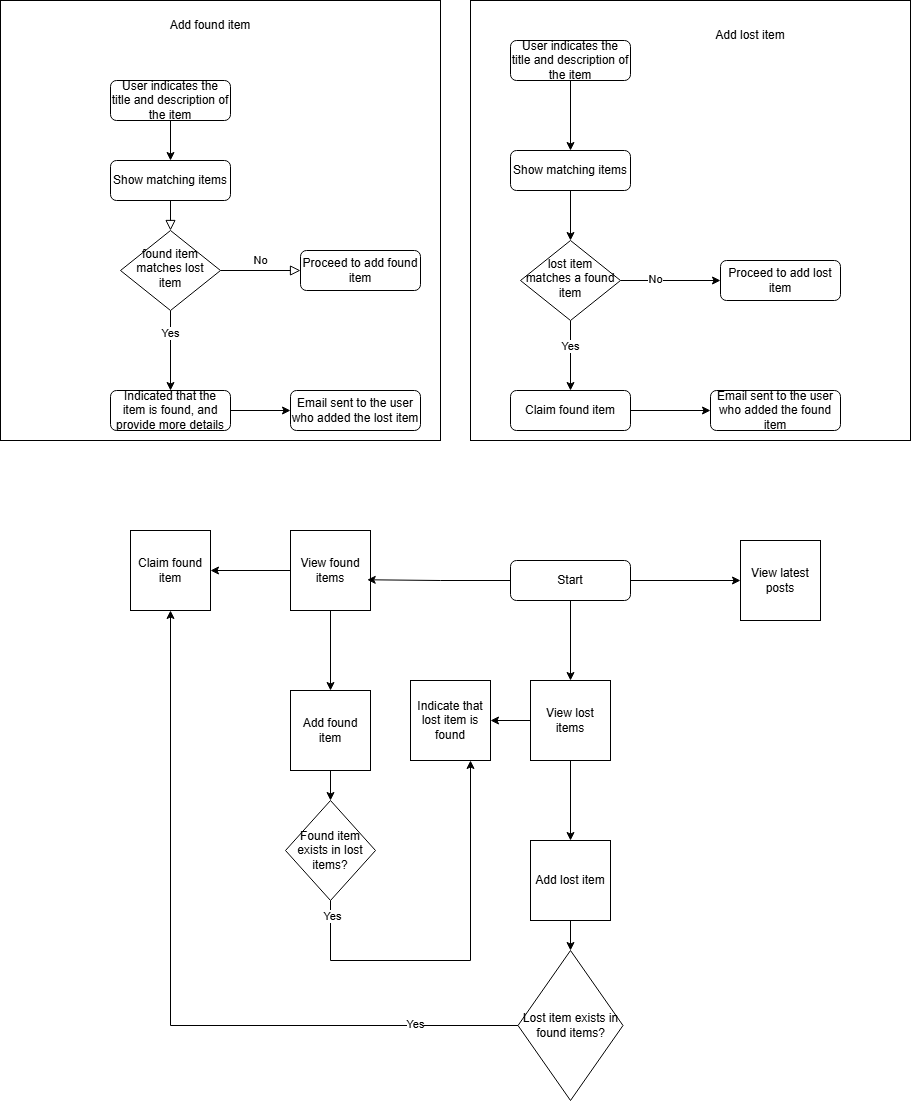 Add found item
User indicates the
title and description of
the item
Show matching items
found item
matches lost
item
No
Proceed to add found
item
Yes
Indicated that the
item is found, and
provide more details
Email sent to the user
who added the lost item
Add lost item
User indicates the
title and description of
the item
Show matching items
lost item
matches a found
item
No
Proceed to add lost
item
Yes
Claim found item
Email sent to the user
who added the found
item
Claim found
item
View found
items
Start
View latest
posts
Add found
item
Indicate that
lost item is
found
View lost
items
Found item
exists in lost
items?
Yes
Add lost item
Lost item exists in
found items?
Yes